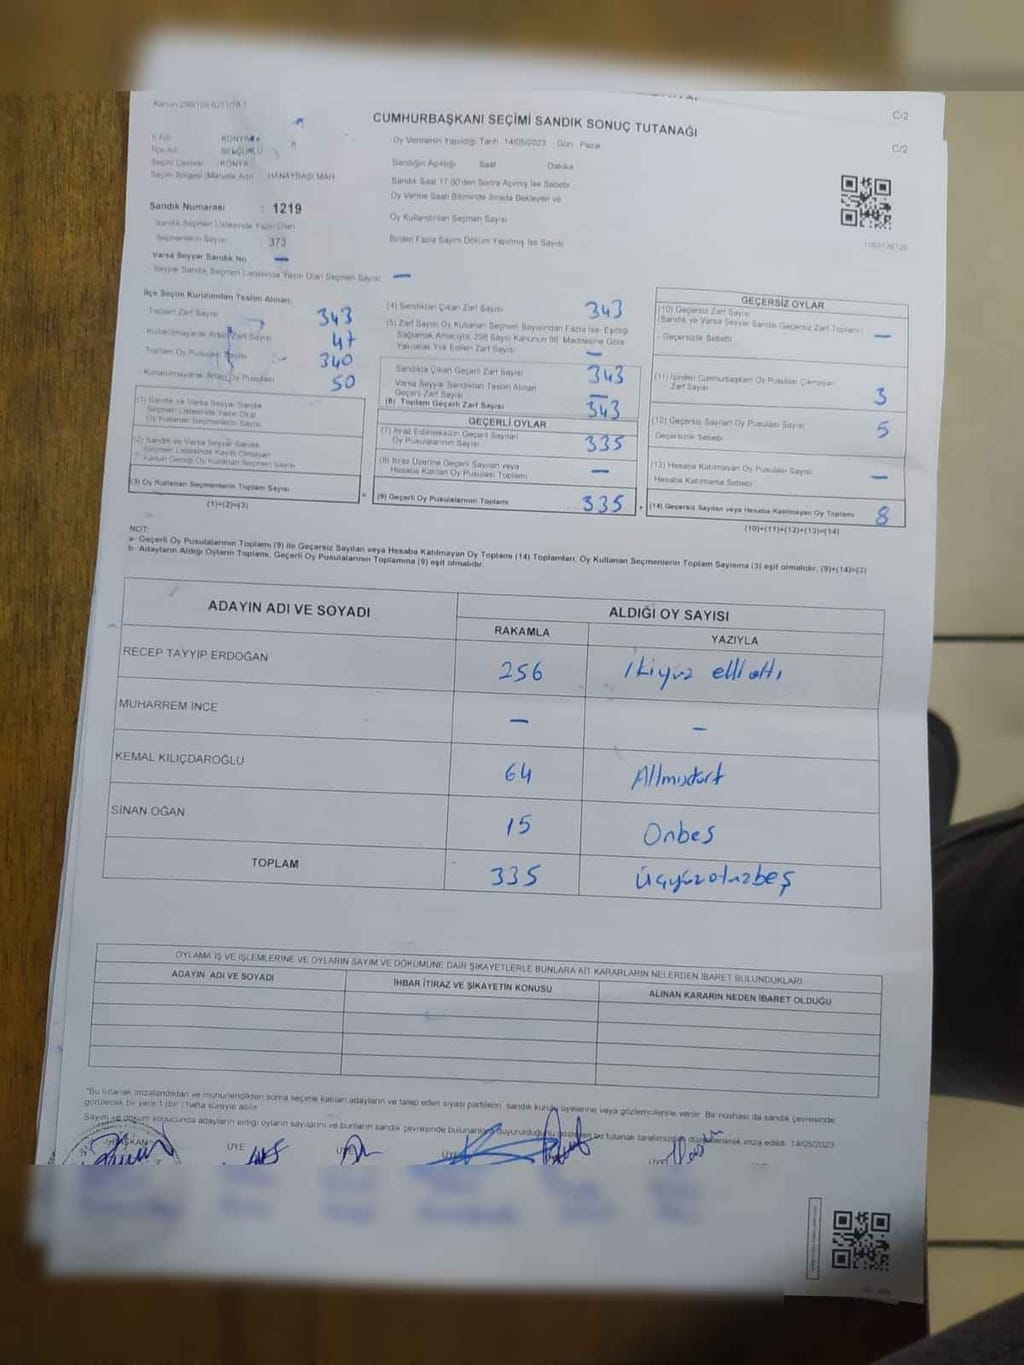 C/2
CUMHURBAŞKANI SEÇİMİ SANDIK SONUÇ TUTANAĞI
C/2
Oy Vermenin Yapıldığı Tarih 14/05/2023 Gün Pazar
İl Adı KONYA
İlçe Adı SELÇUKLU
Seçim Çevresi : KONYA
Seçim Bölgesi (Mahalle Adı) : HANAYBAŞI MAH
Sandığın Açıldığı Saat Dakika
Sandık Saat 17:00'den Sonra Açılmış İse Sebebi
Oy Verme Saati Bitiminde Sırada Bekleyen ve
Oy Kullandırılan Seçmen Sayısı
Birden Fazla Sayım Döküm Yapılmış İse Sayısı
Sandık Numarası : 1219
Sandık Seçmen Listesinde Yazılı Olan
Seçmenlerin Sayısı 373
Varsa Seyyar Sandık No —
Seyyar Sandık Seçmen Listesinde Yazılı Olan Seçmen Sayısı —
İlçe Seçim Kurulundan Teslim Alınan:
Toplam Zarf Sayısı 343
- Kullanılmayarak Artan Zarf Sayısı 47
Toplam Oy Pusulası Sayısı 340
- Kullanılmayarak Artan Oy Pusulası 50
(1) Sandık ve Varsa Seyyar Sandık
Seçmen Listesinde Yazılı Olup
Oy Kullanan Seçmenlerin Sayısı
(2) Sandık ve Varsa Seyyar Sandık
Seçmen Listesinde Kayıtlı Olmayan
Kanun Gereği Oy Kullanan Seçmen Sayısı
(3) Oy Kullanan Seçmenlerin Toplam Sayısı
(1)+(2)=(3)
(4) Sandıktan Çıkan Zarf Sayısı 343
(5) Zarf Sayısı Oy Kullanan Seçmen Sayısından Fazla İse, Eşitliği
Sağlamak Amacıyla, 298 Sayılı Kanunun 98. Maddesine Göre
Yakılarak Yok Edilen Zarf Sayısı —
Sandıkta Çıkan Geçerli Zarf Sayısı 343
Varsa Seyyar Sandıktan Teslim Alınan
Geçerli Zarf Sayısı —
(6) Toplam Geçerli Zarf Sayısı 343
GEÇERLİ OYLAR
(7) İtiraz Edilmeksizin Geçerli Sayılan
Oy Pusulalarının Sayısı 335
(8) İtiraz Üzerine Geçerli Sayılan veya
Hesaba Katılan Oy Pusulası Toplamı —
(9) Geçerli Oy Pusulalarının Toplamı 335
GEÇERSİZ OYLAR
(10) Geçersiz Zarf Sayısı
(Sandık ve Varsa Seyyar Sandık Geçersiz Zarf Toplamı)
- Geçersizlik Sebebi —
(11) İçinden Cumhurbaşkanı Oy Pusulası Çıkmayan
Zarf Sayısı 3
(12) Geçersiz Sayılan Oy Pusulası Sayısı 5
Geçersizlik Sebebi
(13) Hesaba Katılmayan Oy Pusulası Sayısı —
Hesaba Katılmama Sebebi
(14) Geçersiz Sayılan veya Hesaba Katılmayan Oy Toplamı 8
(10)+(11)+(12)+(13)=(14)
NOT:
a- Geçerli Oy Pusulalarının Toplamı (9) ile Geçersiz Sayılan veya Hesaba Katılmayan Oy Toplamı (14) Toplamları, Oy Kullanan Seçmenlerin Toplam Sayısına (3) eşit olmalıdır. (9)+(14)=(3)
b- Adayların Aldığı Oyların Toplamı, Geçerli Oy Pusulalarının Toplamına (9) eşit olmalıdır.
ADAYIN ADI VE SOYADI ALDIĞI OY SAYISI
RAKAMLA YAZIYLA
RECEP TAYYİP ERDOĞAN 256 ikiyüz elli altı
MUHARREM İNCE — —
KEMAL KILIÇDAROĞLU 64 Altmışdört
SİNAN OĞAN 15 Onbeş
TOPLAM 335 Üçyüzotuzbeş
OYLAMA İŞ VE İŞLEMLERİNE VE OYLARIN SAYIM VE DÖKÜMÜNE DAİR ŞİKAYETLERLE BUNLARA AİT KARARLARIN NELERDEN İBARET BULUNDUKLARI
ADAYIN ADI VE SOYADI İHBAR İTİRAZ VE ŞİKAYETİN KONUSU ALINAN KARARIN NEDEN İBARET OLDUĞU
"Bu tutanak imzalandıktan ve mühürlendikten sonra seçime katılan adayların ve talep eden siyasi partilerin sandık kurulu üyelerine veya gözlemcilerine verilir. Bir nüshası da sandık çevresinde
görülecek bir yere 1 (bir) hafta süreyle asılır.
Sayım ve döküm sonucunda adayların aldığı oyların sayılarını ve bunların sandık çevresinde bulunanlara duyurulduğunu gösteren bu tutanak tarafımızdan düzenlenerek imza edildi. 14/05/2023
BAŞKAN ÜYE ÜYE ÜYE ÜYE